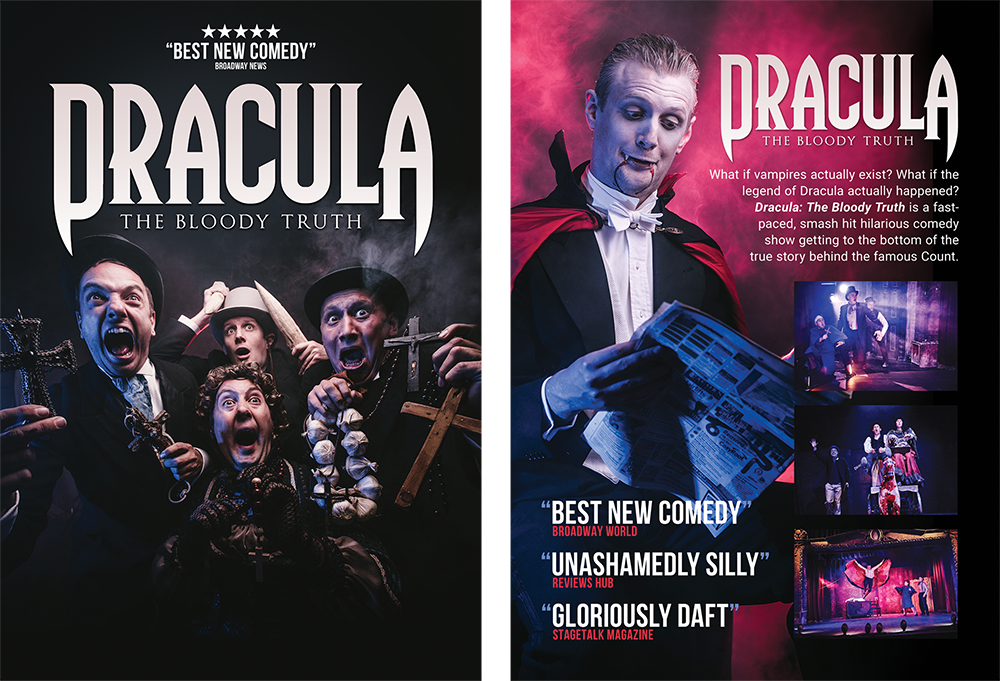 ★★★★★
“BEST NEW COMEDY”
BROADWAY NEWS
DRACULA
THE BLOODY TRUTH
DRACULA
THE BLOODY TRUTH
What if vampires actually exist? What if the
legend of Dracula actually happened?
Dracula: The Bloody Truth is a fast-
paced, smash hit hilarious comedy
show getting to the bottom of the
true story behind the famous Count.
“BEST NEW COMEDY”
BROADWAY WORLD
“UNASHAMEDLY SILLY”
REVIEWS HUB
“GLORIOUSLY DAFT”
STAGETALK MAGAZINE